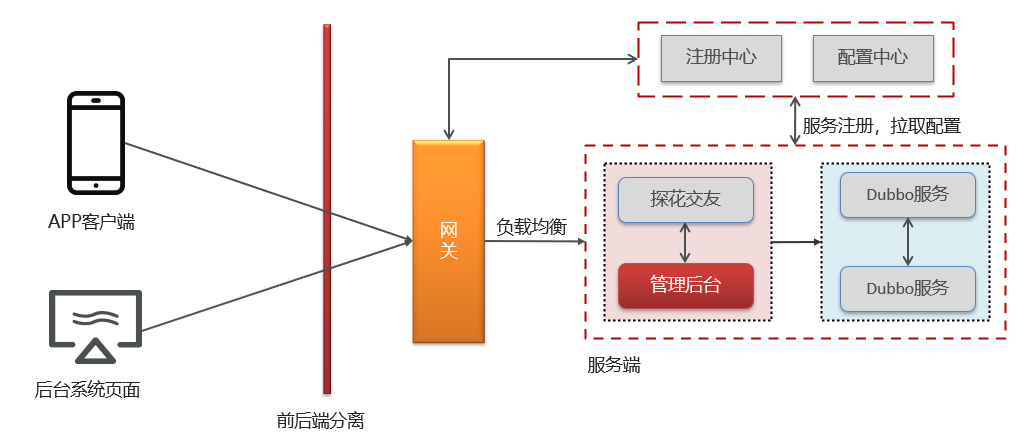 注册中心
配置中心
服务注册，拉取配置
APP客户端
网
关
负载均衡
探花交友
管理后台
Dubbo服务
Dubbo服务
服务端
后台系统页面
前后端分离